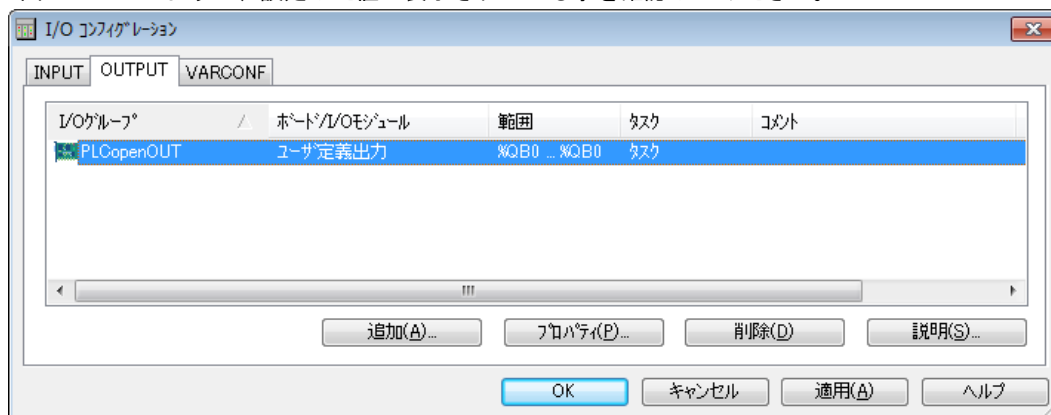 I/O コンフィグレーション
INPUT OUTPUT VARCONF
I/Oグループ ボード/I/Oモジュール 範囲 タスク コメント
PLCopenOUT ユーザ定義出力 %QB0 ... %QB0 タスク
追加(A)... プロパティ(P)... 削除(D) 説明(S)...
OK キャンセル 適用(A) ヘルプ